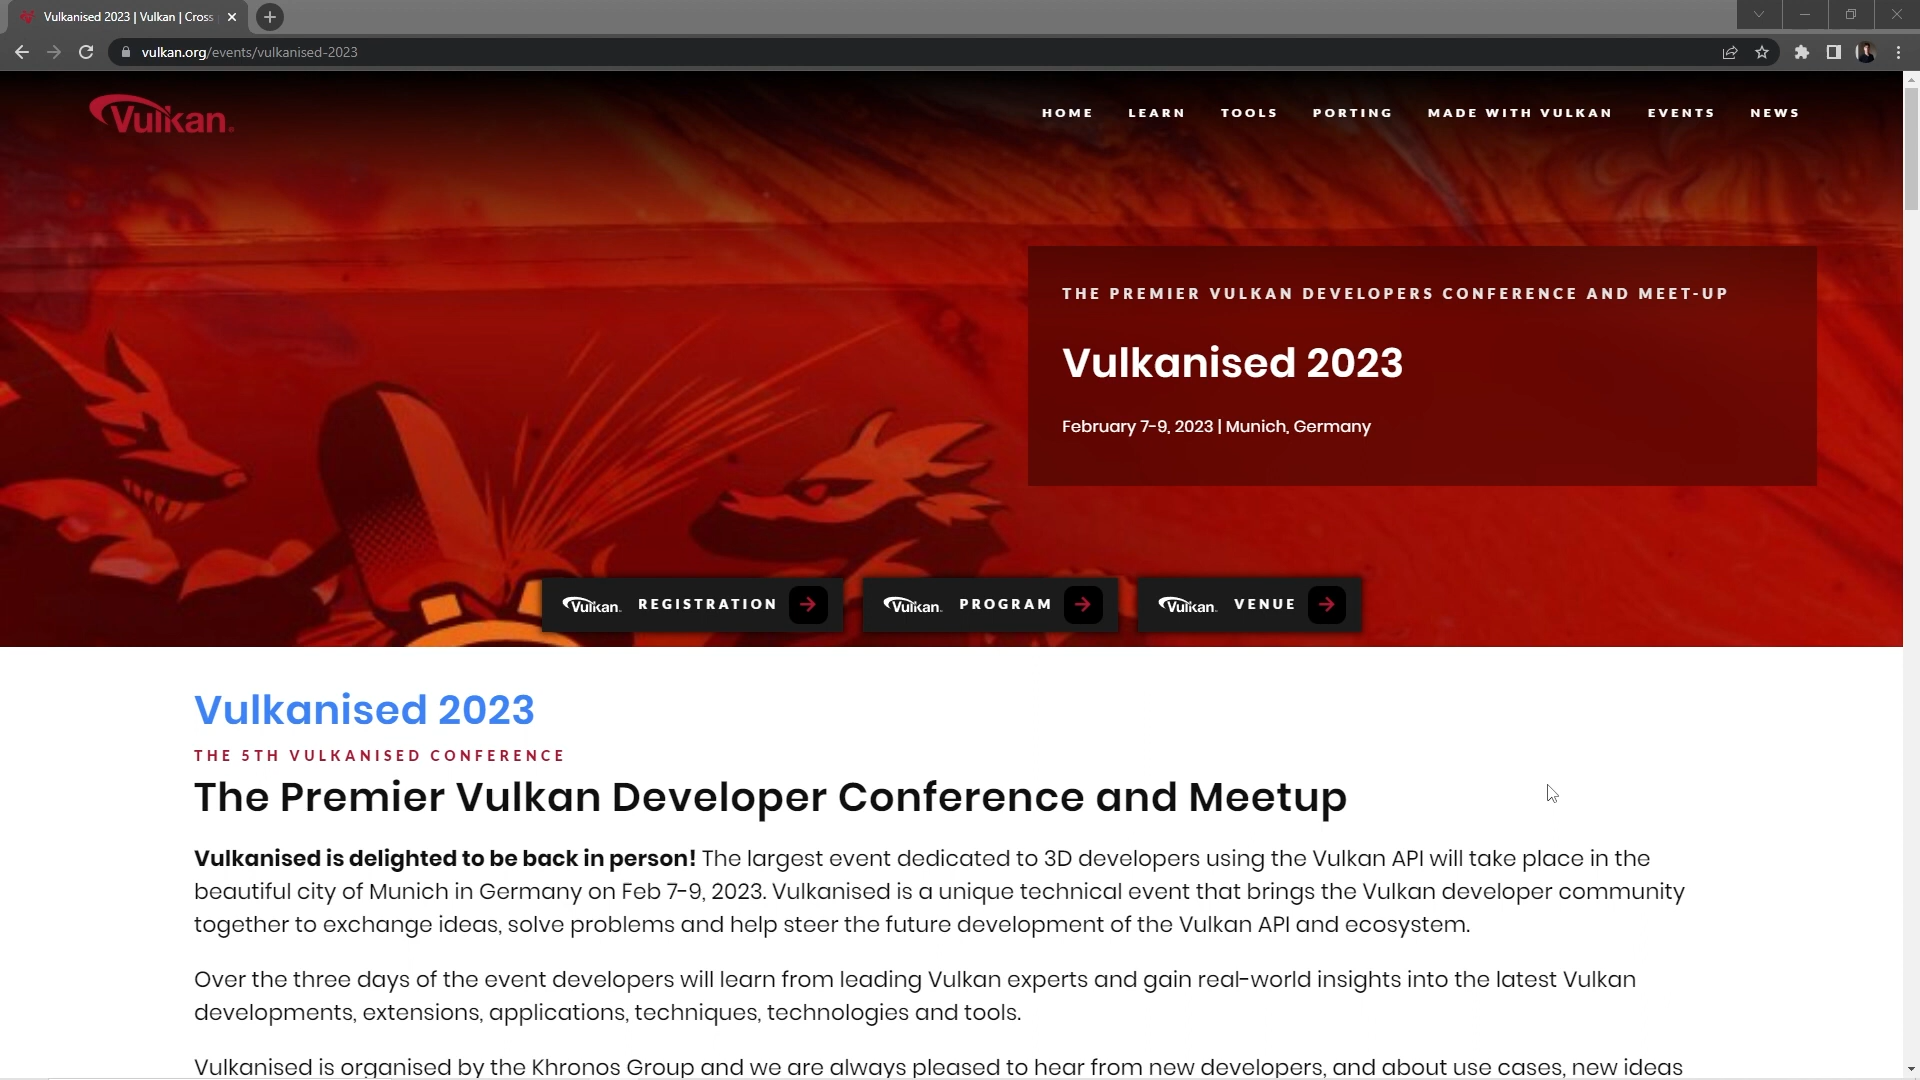 Vulkanised 2023 | Vulkan | Cross
vulkan.org/events/vulkanised-2023
Vulkan.
HOME LEARN TOOLS PORTING MADE WITH VULKAN EVENTS NEWS
THE PREMIER VULKAN DEVELOPERS CONFERENCE AND MEET-UP
Vulkanised 2023
February 7-9, 2023 | Munich, Germany
Vulkan. REGISTRATION
Vulkan. PROGRAM
Vulkan. VENUE
Vulkanised 2023
THE 5TH VULKANISED CONFERENCE
The Premier Vulkan Developer Conference and Meetup
Vulkanised is delighted to be back in person! The largest event dedicated to 3D developers using the Vulkan API will take place in the
beautiful city of Munich in Germany on Feb 7-9, 2023. Vulkanised is a unique technical event that brings the Vulkan developer community
together to exchange ideas, solve problems and help steer the future development of the Vulkan API and ecosystem.
Over the three days of the event developers will learn from leading Vulkan experts and gain real-world insights into the latest Vulkan
developments, extensions, applications, techniques, technologies and tools.
Vulkanised is organised by the Khronos Group and we are always pleased to hear from new developers, and about use cases, new ideas